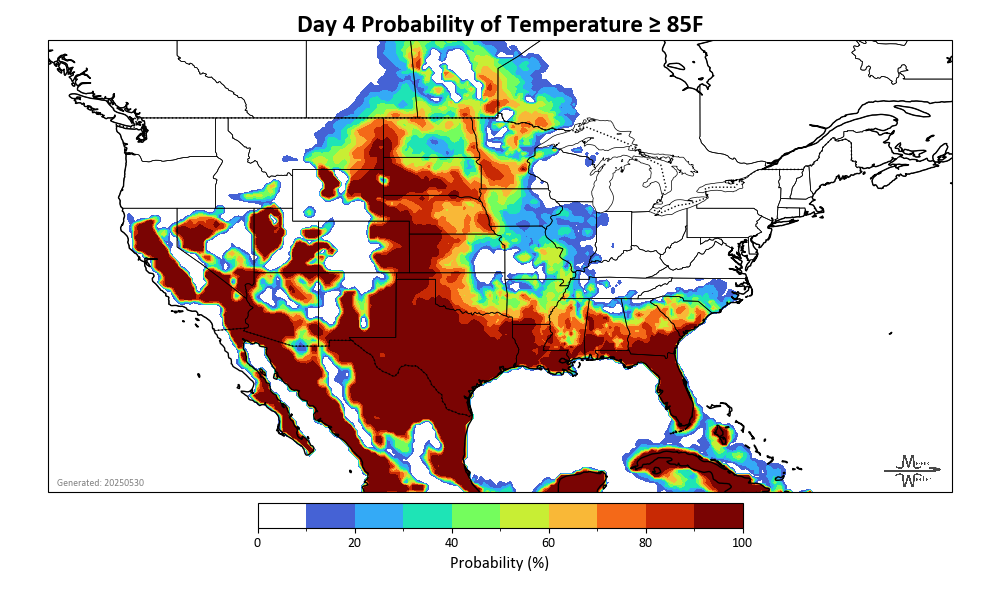 Day 4 Probability of Temperature ≥ 85F
Generated: 20250530
0 20 40 60 80 100
Probability (%)